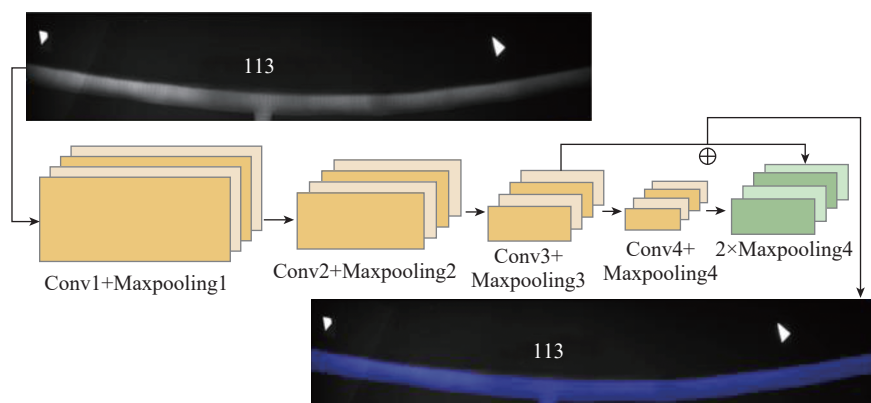 113
Conv1+Maxpooling1
Conv2+Maxpooling2
Conv3+
Maxpooling3
Conv4+
Maxpooling4
2×Maxpooling4
113